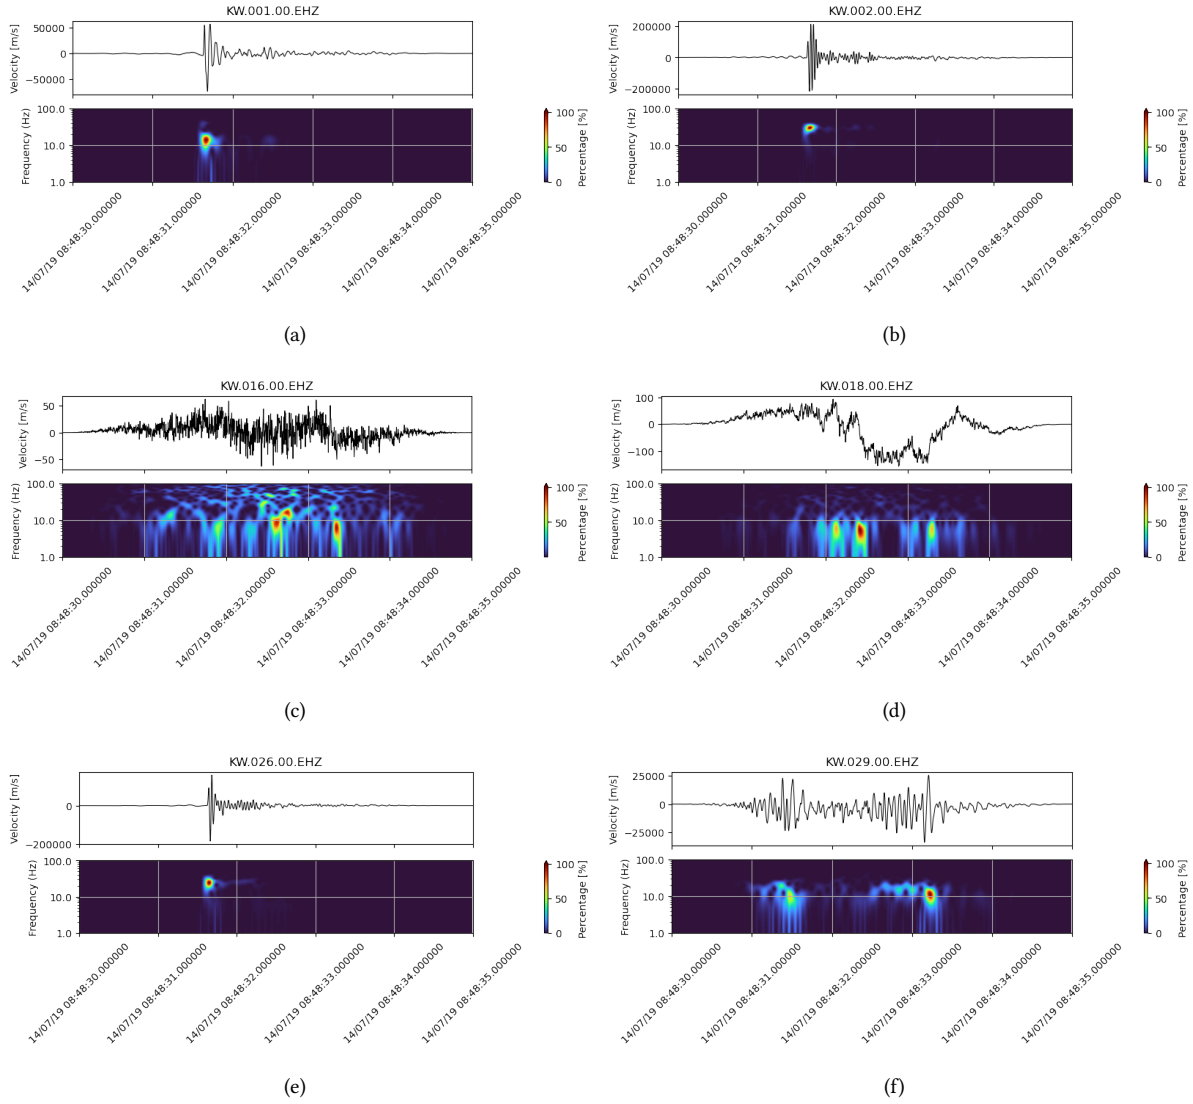 KW.001.00.EHZ
Velocity [m/s]
50000
0
−50000
Frequency (Hz)
100.0
10.0
1.0
Percentage [%]
100
50
0
14/07/19 08:48:30.000000
14/07/19 08:48:31.000000
14/07/19 08:48:32.000000
14/07/19 08:48:33.000000
14/07/19 08:48:34.000000
14/07/19 08:48:35.000000
(a)
KW.002.00.EHZ
Velocity [m/s]
200000
0
−200000
Frequency (Hz)
100.0
10.0
1.0
Percentage [%]
100
50
0
14/07/19 08:48:30.000000
14/07/19 08:48:31.000000
14/07/19 08:48:32.000000
14/07/19 08:48:33.000000
14/07/19 08:48:34.000000
14/07/19 08:48:35.000000
(b)
KW.016.00.EHZ
Velocity [m/s]
50
0
−50
Frequency (Hz)
100.0
10.0
1.0
Percentage [%]
100
50
0
14/07/19 08:48:30.000000
14/07/19 08:48:31.000000
14/07/19 08:48:32.000000
14/07/19 08:48:33.000000
14/07/19 08:48:34.000000
14/07/19 08:48:35.000000
(c)
KW.018.00.EHZ
Velocity [m/s]
100
0
−100
Frequency (Hz)
100.0
10.0
1.0
Percentage [%]
100
50
0
14/07/19 08:48:30.000000
14/07/19 08:48:31.000000
14/07/19 08:48:32.000000
14/07/19 08:48:33.000000
14/07/19 08:48:34.000000
14/07/19 08:48:35.000000
(d)
KW.026.00.EHZ
Velocity [m/s]
0
−200000
Frequency (Hz)
100.0
10.0
1.0
Percentage [%]
100
50
0
14/07/19 08:48:30.000000
14/07/19 08:48:31.000000
14/07/19 08:48:32.000000
14/07/19 08:48:33.000000
14/07/19 08:48:34.000000
14/07/19 08:48:35.000000
(e)
KW.029.00.EHZ
Velocity [m/s]
25000
0
−25000
Frequency (Hz)
100.0
10.0
1.0
Percentage [%]
100
50
0
14/07/19 08:48:30.000000
14/07/19 08:48:31.000000
14/07/19 08:48:32.000000
14/07/19 08:48:33.000000
14/07/19 08:48:34.000000
14/07/19 08:48:35.000000
(f)